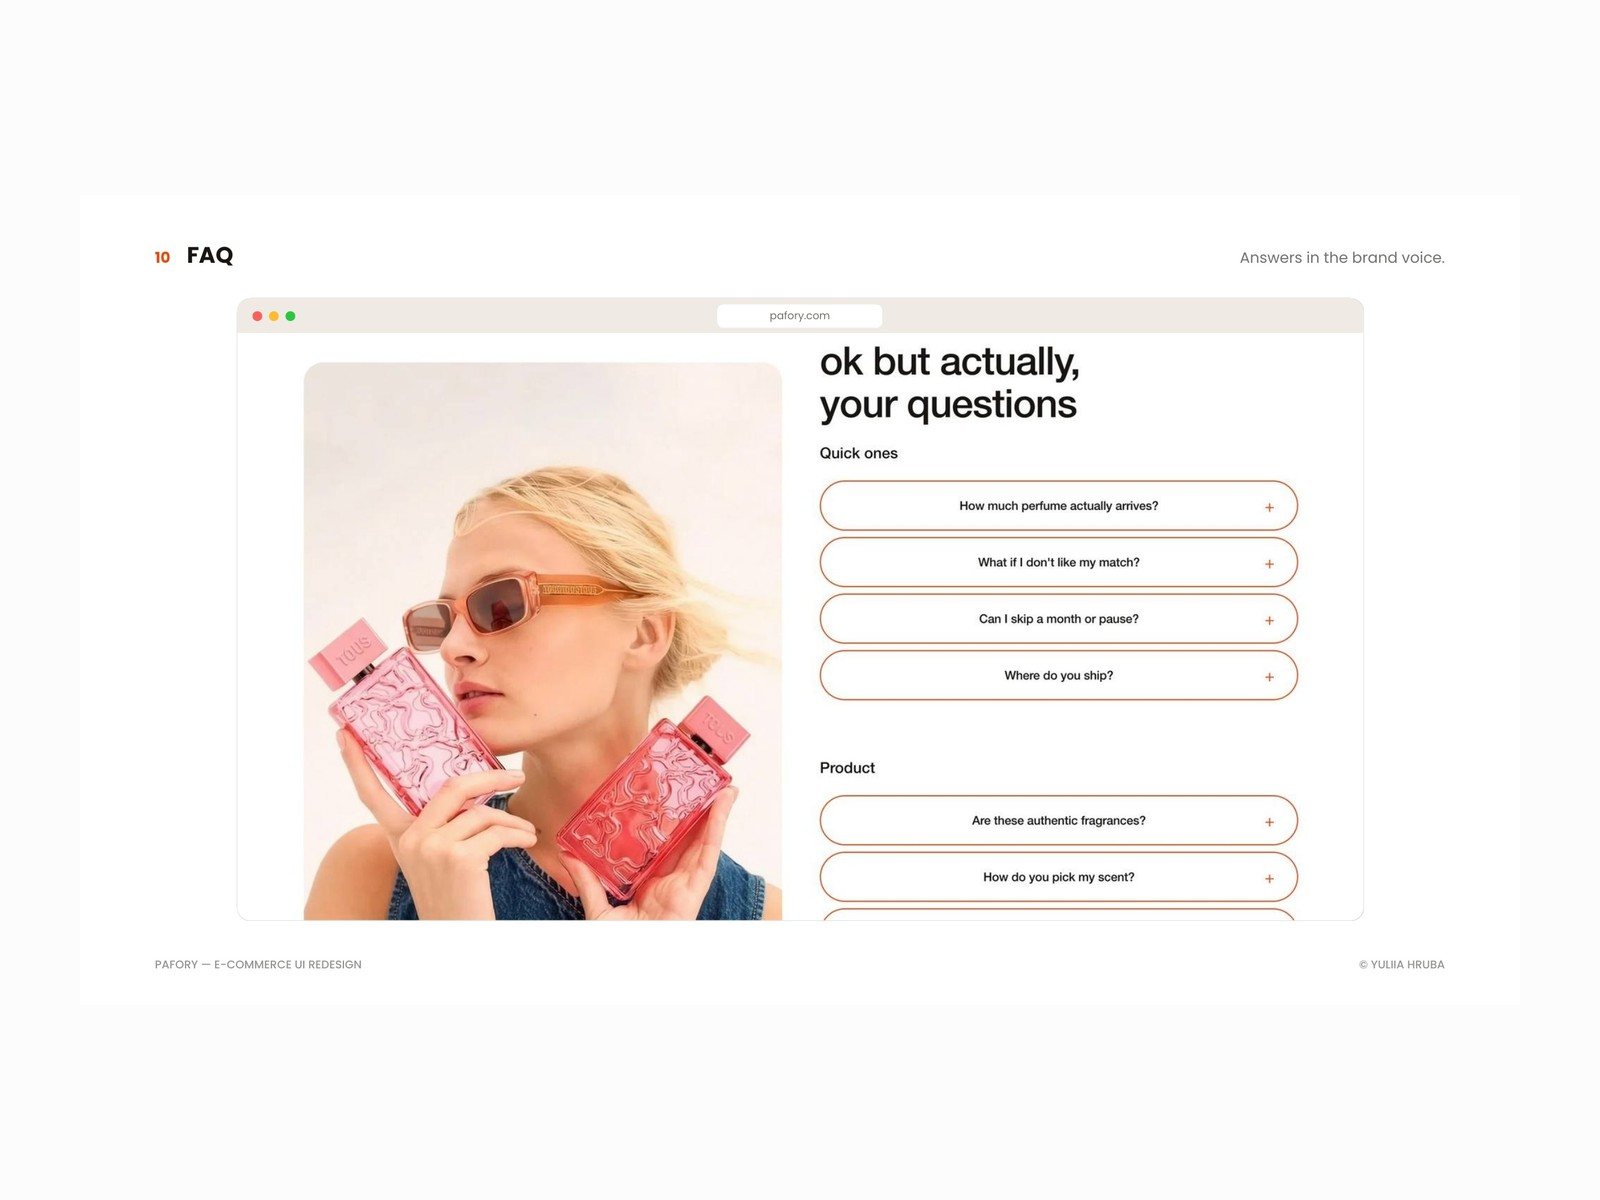 10 FAQ
Answers in the brand voice.
pafory.com
ok but actually,
your questions
Quick ones
How much perfume actually arrives? +
What if I don't like my match? +
Can I skip a month or pause? +
Where do you ship? +
Product
Are these authentic fragrances? +
How do you pick my scent? +
TOUS
TOUS
PAFORY — E-COMMERCE UI REDESIGN
© YULIIA HRUBA